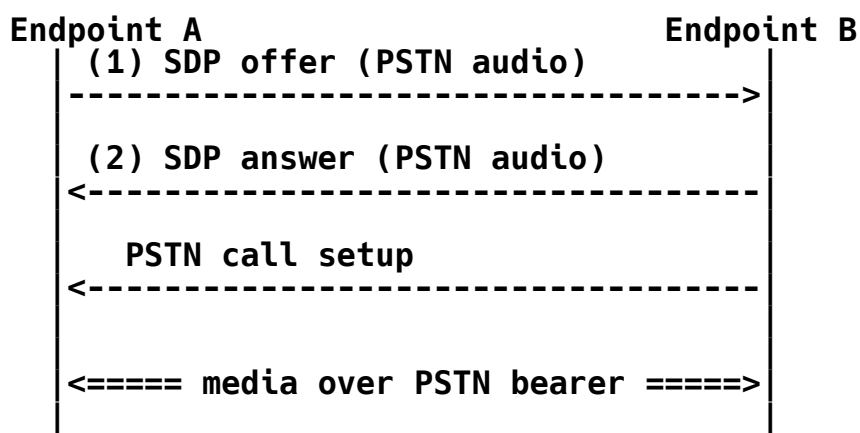 Endpoint A Endpoint B
(1) SDP offer (PSTN audio)
(2) SDP answer (PSTN audio)
PSTN call setup
<===== media over PSTN bearer =====>